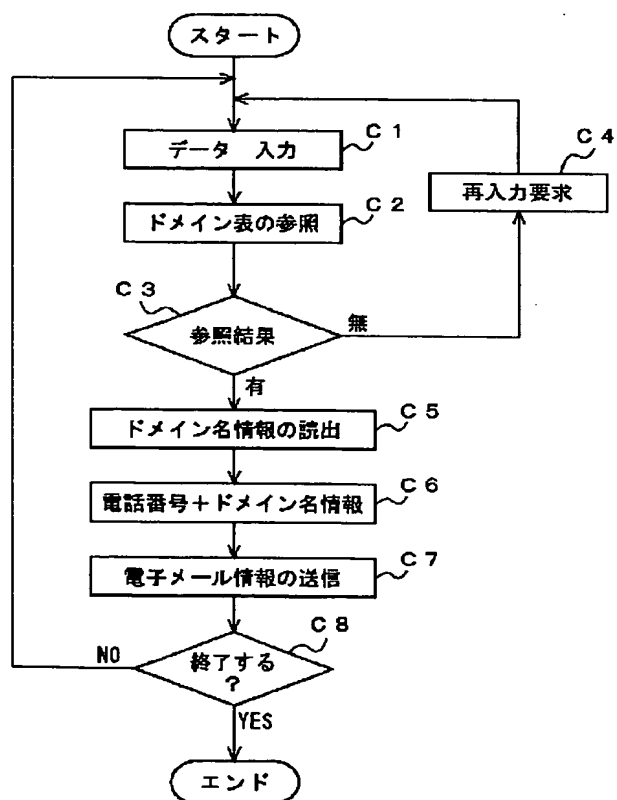 スタート
データ 入力
C 1
ドメイン表の参照
C 2
参照結果
C 3
無
再入力要求
C 4
有
ドメイン名情報の読出
C 5
電話番号+ドメイン名情報
C 6
電子メール情報の送信
C 7
終了する
?
C 8
NO
YES
エンド